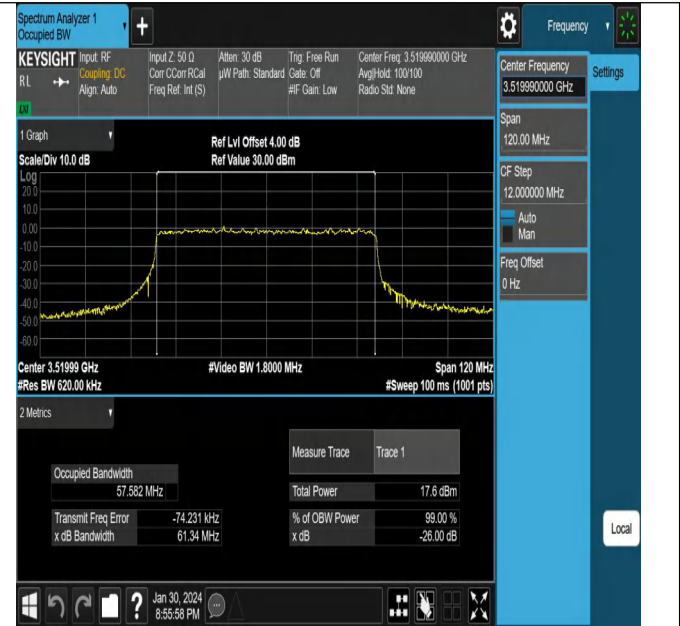 Spectrum Analyzer 1
Occupied BW
Frequency
KEYSIGHT
RL
Input: RF
Coupling: DC
Align: Auto
Input Z: 50 Ω
Corr CCorr RCal
Freq Ref: Int (S)
Atten: 30 dB
µW Path: Standard
Trig: Free Run
Gate: Off
#IF Gain: Low
Center Freq: 3.519990000 GHz
Avg|Hold: 100/100
Radio Std: None
Center Frequency
3.519990000 GHz
Settings
Span
120.00 MHz
CF Step
12.000000 MHz
Auto
Man
Freq Offset
0 Hz
1 Graph
Scale/Div 10.0 dB
Ref Lvl Offset 4.00 dB
Ref Value 30.00 dBm
Log
20.0
10.0
0.00
-10.0
-20.0
-30.0
-40.0
-50.0
-60.0
Center 3.51999 GHz
#Video BW 1.8000 MHz
Span 120 MHz
#Res BW 620.00 kHz
#Sweep 100 ms (1001 pts)
2 Metrics
Measure Trace Trace 1
Occupied Bandwidth
57.582 MHz
Total Power 17.6 dBm
Transmit Freq Error -74.231 kHz
% of OBW Power 99.00 %
x dB Bandwidth 61.34 MHz
x dB -26.00 dB
Local
Jan 30, 2024
8:55:58 PM